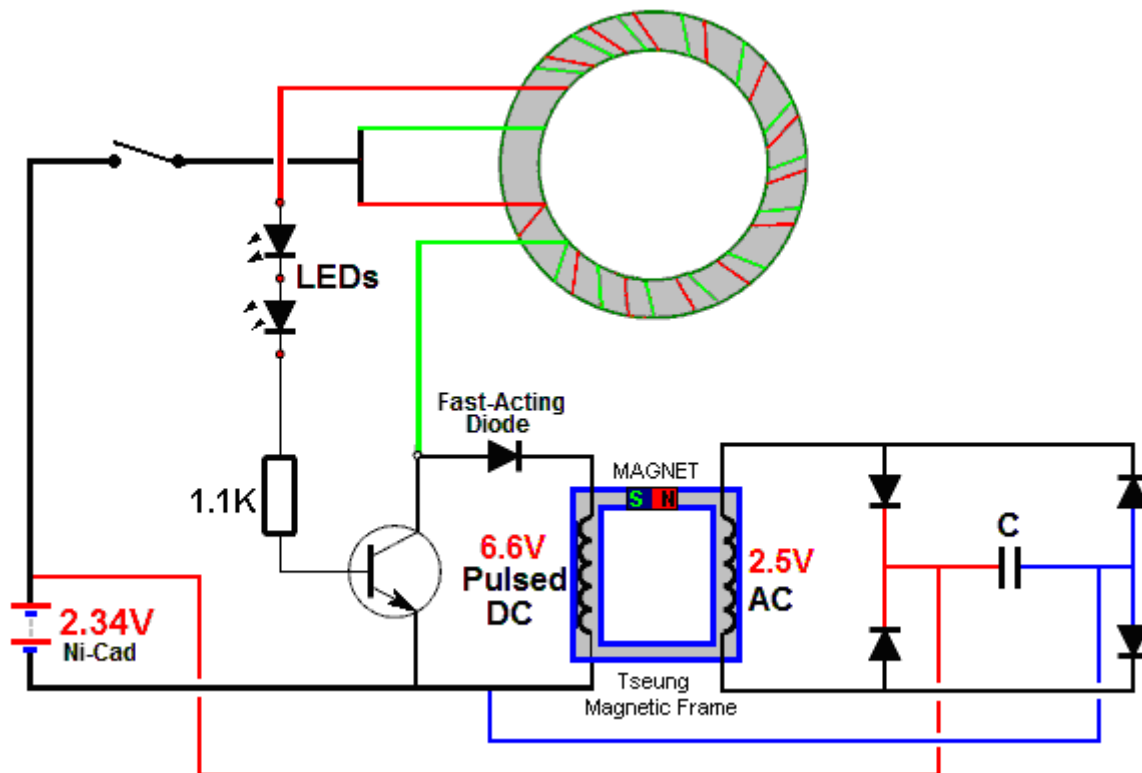 LEDs
Fast-Acting
Diode
1.1K
MAGNET
S N
6.6V
Pulsed
DC
2.5V
AC
C
2.34V
Ni-Cad
Tseung
Magnetic Frame